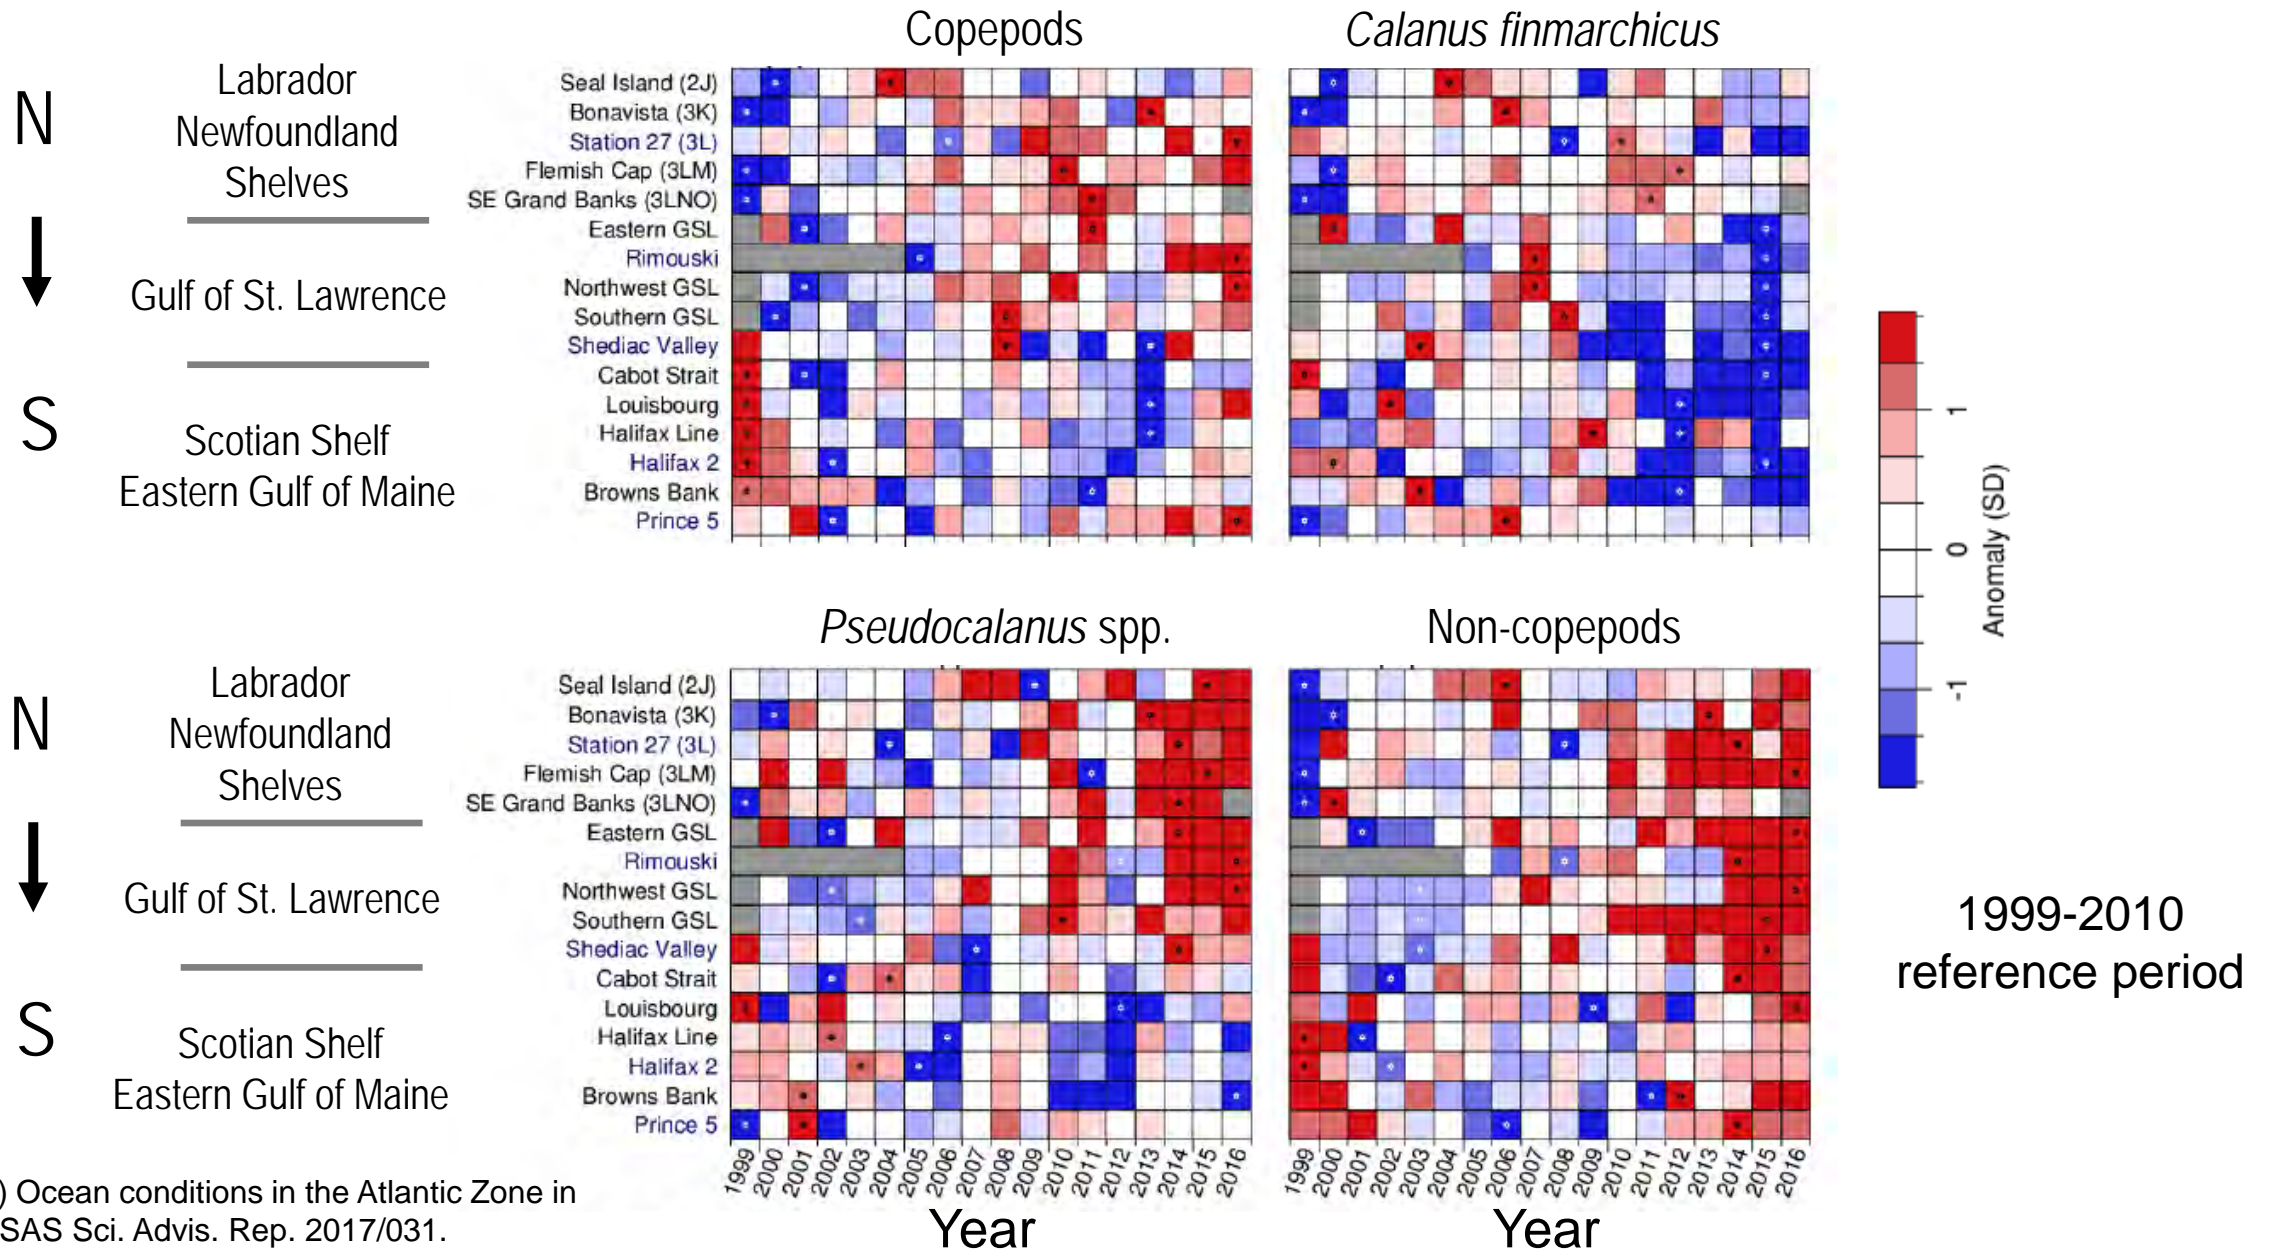 Copepods
Calanus finmarchicus
N
Labrador
Newfoundland
Shelves
Gulf of St. Lawrence
S
Scotian Shelf
Eastern Gulf of Maine
Seal Island (2J)
Bonavista (3K)
Station 27 (3L)
Flemish Cap (3LM)
SE Grand Banks (3LNO)
Eastern GSL
Rimouski
Northwest GSL
Southern GSL
Shediac Valley
Cabot Strait
Louisbourg
Halifax Line
Halifax 2
Browns Bank
Prince 5
1
0
-1
Anomaly (SD)
Pseudocalanus spp.
Non-copepods
N
Labrador
Newfoundland
Shelves
Gulf of St. Lawrence
S
Scotian Shelf
Eastern Gulf of Maine
Seal Island (2J)
Bonavista (3K)
Station 27 (3L)
Flemish Cap (3LM)
SE Grand Banks (3LNO)
Eastern GSL
Rimouski
Northwest GSL
Southern GSL
Shediac Valley
Cabot Strait
Louisbourg
Halifax Line
Halifax 2
Browns Bank
Prince 5
1999-2010
reference period
1999 2000 2001 2002 2003 2004 2005 2006 2007 2008 2009 2010 2011 2012 2013 2014 2015 2016
1999 2000 2001 2002 2003 2004 2005 2006 2007 2008 2009 2010 2011 2012 2013 2014 2015 2016
Year
Year
) Ocean conditions in the Atlantic Zone in
SAS Sci. Advis. Rep. 2017/031.